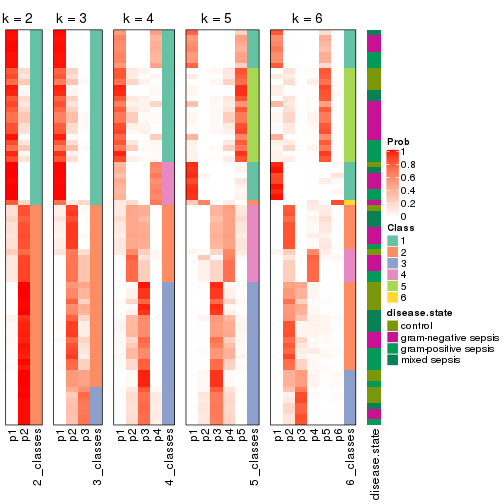 k = 2 k = 3 k = 4 k = 5 k = 6
Prob
1
0.8
0.6
0.4
0.2
0
Class
1
2
3
4
5
6
disease.state
control
gram-negative sepsis
gram-positive sepsis
mixed sepsis
p1 p2 2_classes p1 p2 p3 3_classes p1 p2 p3 p4 4_classes p1 p2 p3 p4 p5 5_classes p1 p2 p3 p4 p5 p6 6_classes disease.state